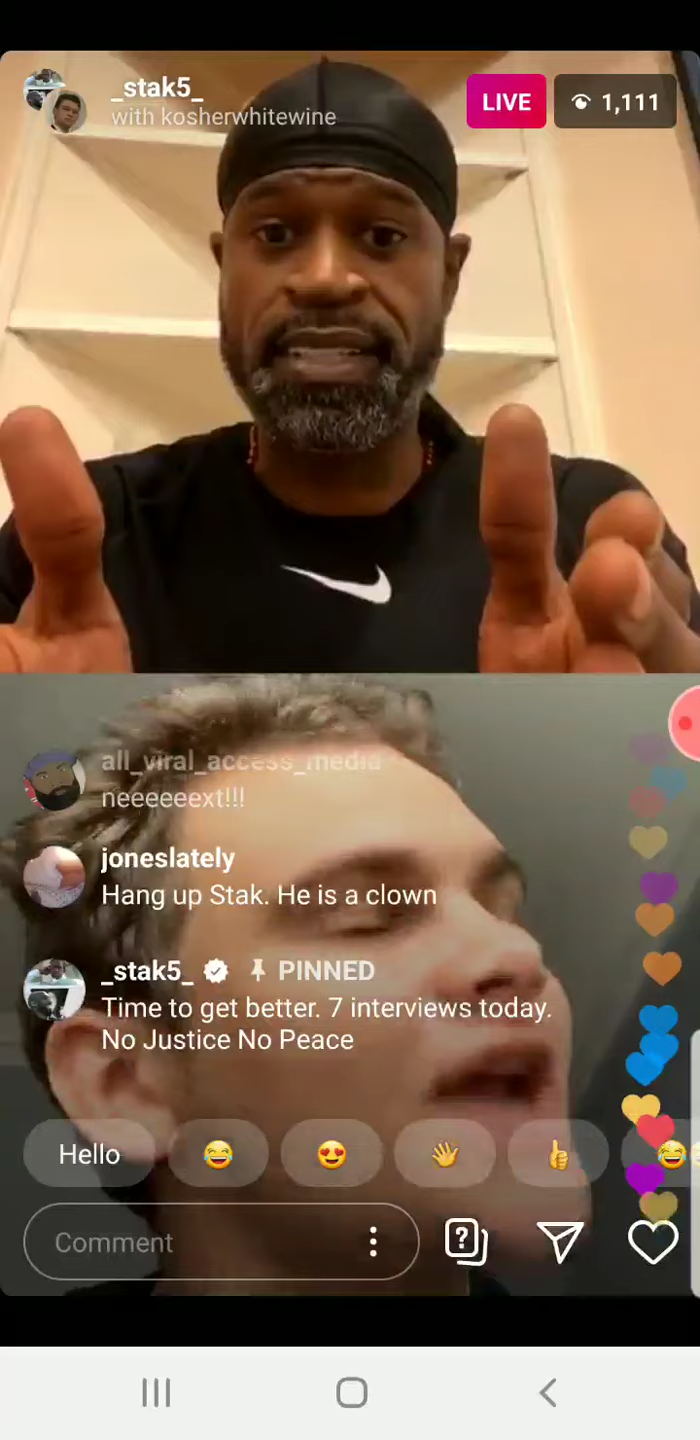 _stak5_
with kosherwhitewine
LIVE
1,111
all_viral_access_media
neeeeeext!!!
joneslately
Hang up Stak. He is a clown
_stak5_ PINNED
Time to get better. 7 interviews today.
No Justice No Peace
Hello
Comment